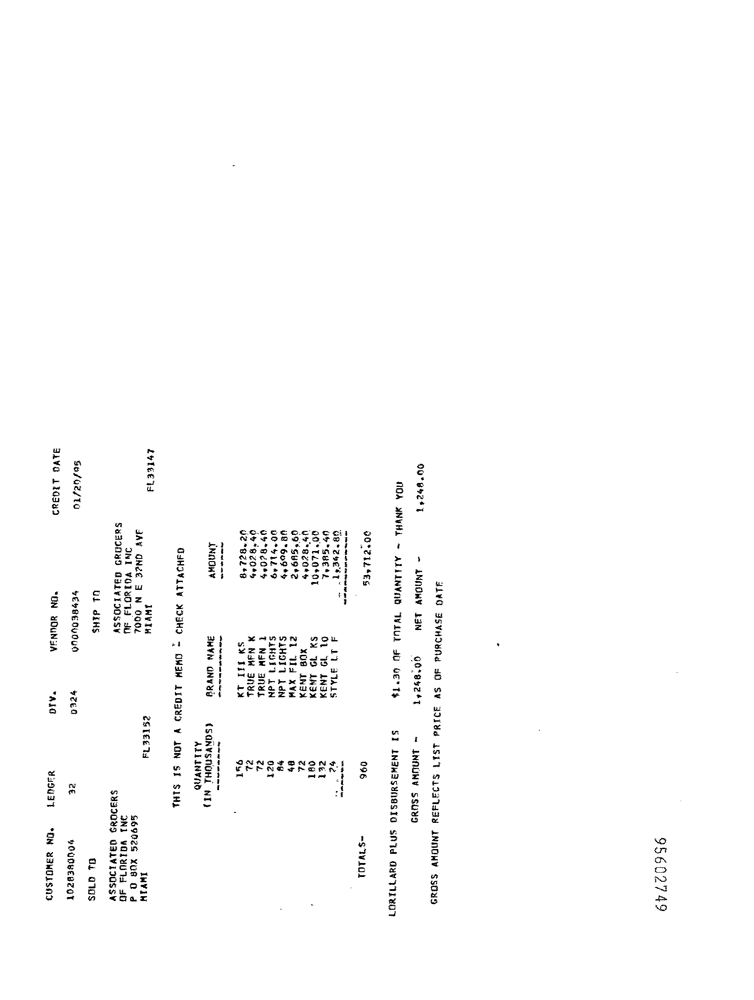 CUSTOMER NO. LEDGER DIV. VENDOR NO. CREDIT DATE
1028380004 32 0324 0000038434 01/20/95
SOLD TO SHIP TO
ASSOCIATED GROCERS ASSOCIATED GROCERS
OF FLORIDA INC OF FLORIDA INC
P O BOX 520695 7000 N E 32ND AVE
MIAMI FL33152 MIAMI FL33147
THIS IS NOT A CREDIT MEMO - CHECK ATTACHED
QUANTITY
(IN THOUSANDS) BRAND NAME AMOUNT
156 KT III KS 8,728.20
72 TRUE MEN K 4,028.40
72 TRUE MEN 1 4,028.40
120 NPT LIGHTS 6,714.00
84 NPT LIGHTS 4,699.80
48 MAX FIL 12 2,685.60
72 KENT BOX 4,028.40
180 KENT GL KS 10,071.00
132 KENT GL 10 7,385.40
24 STYLE LT F 1,342.80
TOTALS- 960 53,712.00
LORILLARD PLUS DISBURSEMENT IS $1.30 OF TOTAL QUANTITY - THANK YOU
GROSS AMOUNT - 1,248.00 NET AMOUNT - 1,248.00
GROSS AMOUNT REFLECTS LIST PRICE AS OF PURCHASE DATE
95602749